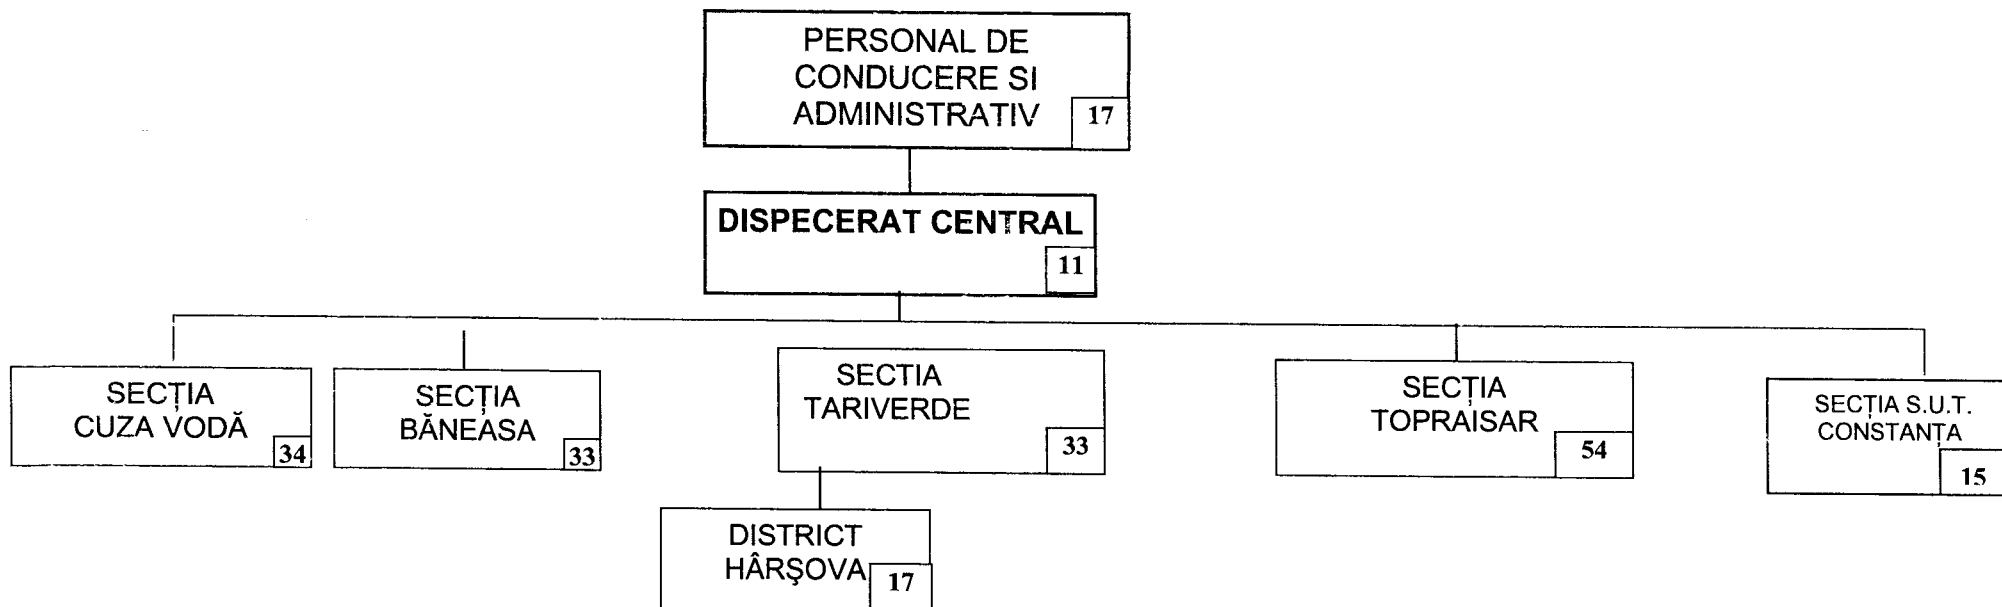 PERSONAL DE
CONDUCERE SI
ADMINISTRATIV
17
DISPECERAT CENTRAL
11
SECȚIA
CUZA VODĂ
34
SECȚIA
BĂNEASA
33
SECTIA
TARIVERDE
33
SECȚIA
TOPRAISAR
54
SECȚIA S.U.T.
CONSTANȚA
15
DISTRICT
HÂRŞOVA
17